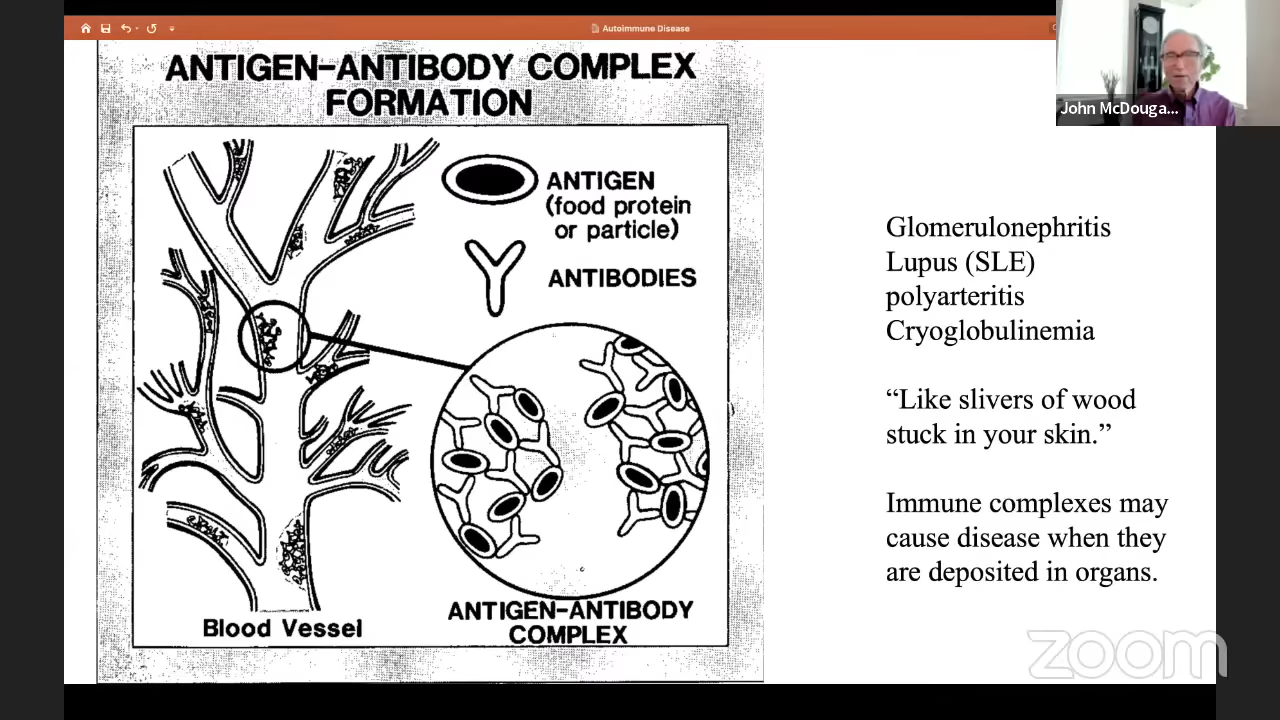 Autoimmune Disease
John McDouga...
ANTIGEN-ANTIBODY COMPLEX
FORMATION
ANTIGEN
(food protein
or particle)
ANTIBODIES
ANTIGEN-ANTIBODY
COMPLEX
Blood Vessel
Glomerulonephritis
Lupus (SLE)
polyarteritis
Cryoglobulinemia
“Like slivers of wood
stuck in your skin.”
Immune complexes may
cause disease when they
are deposited in organs.
zoom